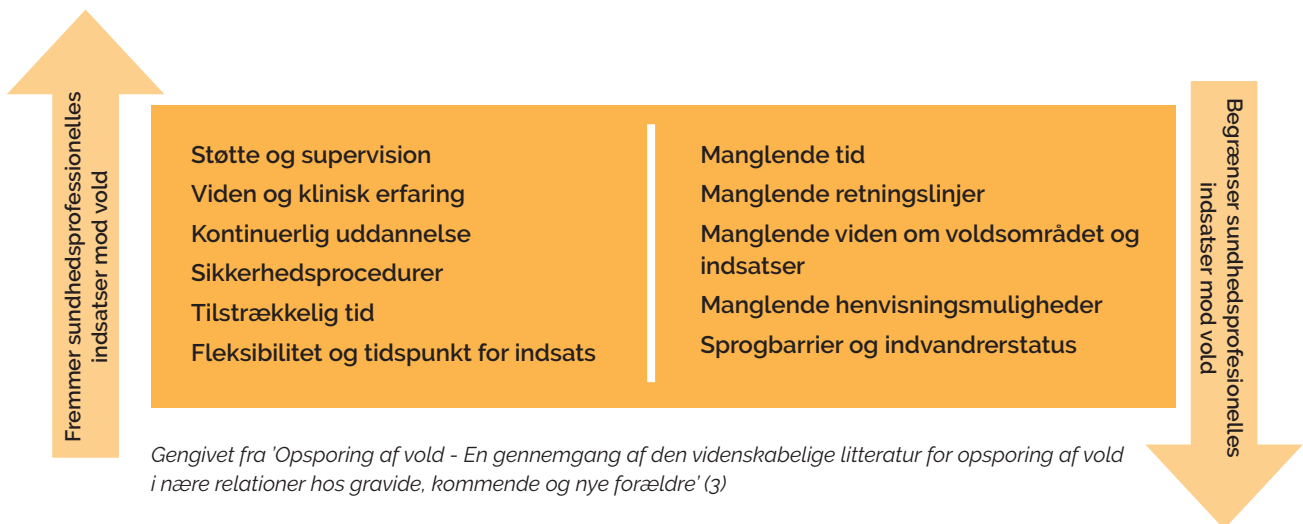 Fremmer sundhedsprofessionelles
indsatser mod vold
Støtte og supervision
Viden og klinisk erfaring
Kontinuerlig uddannelse
Sikkerhedsprocedurer
Tilstrækkelig tid
Fleksibilitet og tidspunkt for indsats
Manglende tid
Manglende retningslinjer
Manglende viden om voldsområdet og
indsatser
Manglende henvisningsmuligheder
Sprogbarrier og indvandrerstatus
Begrænser sundhedsprofesionelles
indsatser mod vold
Gengivet fra 'Opsporing af vold - En gennemgang af den videnskabelige litteratur for opsporing af vold
i nære relationer hos gravide, kommende og nye forældre' (3)